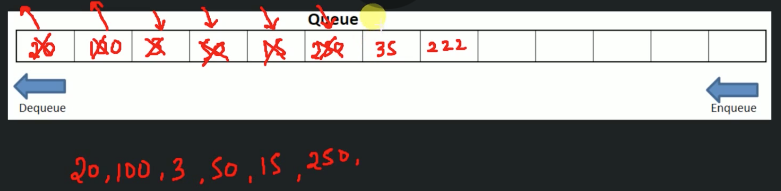 Queue
20 100 3 50 15 250 35 222
Dequeue Enqueue
20, 100, 3, 50, 15, 250,